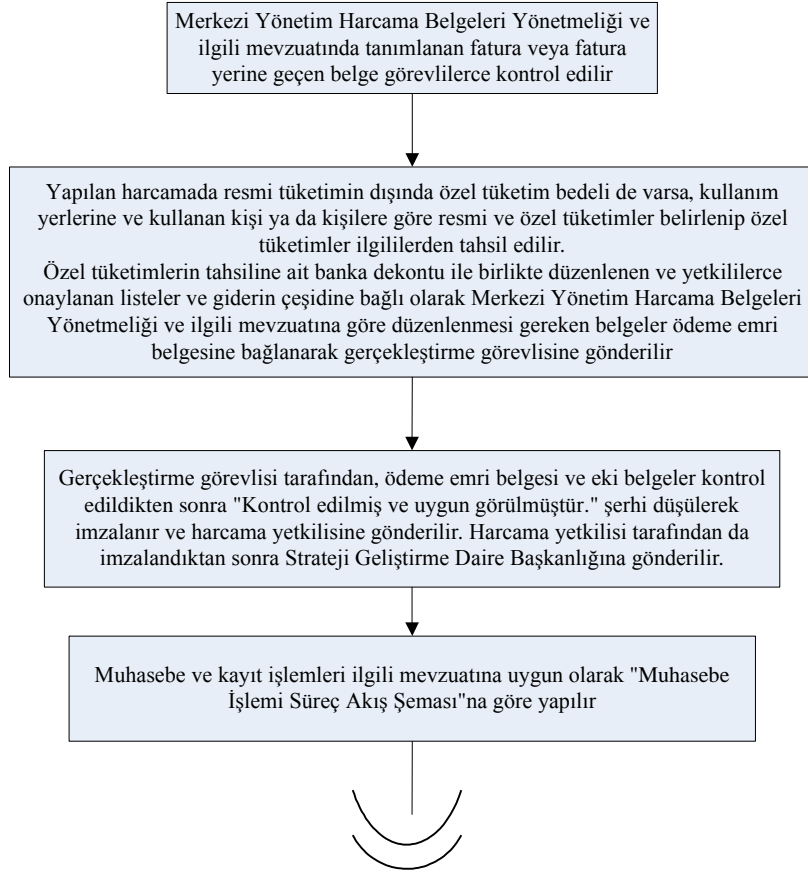 Merkezi Yönetim Harcama Belgeleri Yönetmeliği ve
ilgili mevzuatında tanımlanan fatura veya fatura
yerine geçen belge görevlilerce kontrol edilir
Yapılan harcamada resmi tüketimin dışında özel tüketim bedeli de varsa, kullanım
yerlerine ve kullanan kişi ya da kişilere göre resmi ve özel tüketimler belirlenip özel
tüketimler ilgililerden tahsil edilir.
Özel tüketimlerin tahsiline ait banka dekontu ile birlikte düzenlenen ve yetkililerce
onaylanan listeler ve giderin çeşidine bağlı olarak Merkezi Yönetim Harcama Belgeleri
Yönetmeliği ve ilgili mevzuatına göre düzenlenmesi gereken belgeler ödeme emri
belgesine bağlanarak gerçekleştirme görevlisine gönderilir
Gerçekleştirme görevlisi tarafından, ödeme emri belgesi ve eki belgeler kontrol
edildikten sonra "Kontrol edilmiş ve uygun görülmüştür." şerhi düşülerek
imzalanır ve harcama yetkilisine gönderilir. Harcama yetkilisi tarafından da
imzalandıktan sonra Strateji Geliştirme Daire Başkanlığına gönderilir.
Muhasebe ve kayıt işlemleri ilgili mevzuatına uygun olarak "Muhasebe
İşlemi Süreç Akış Şeması"na göre yapılır